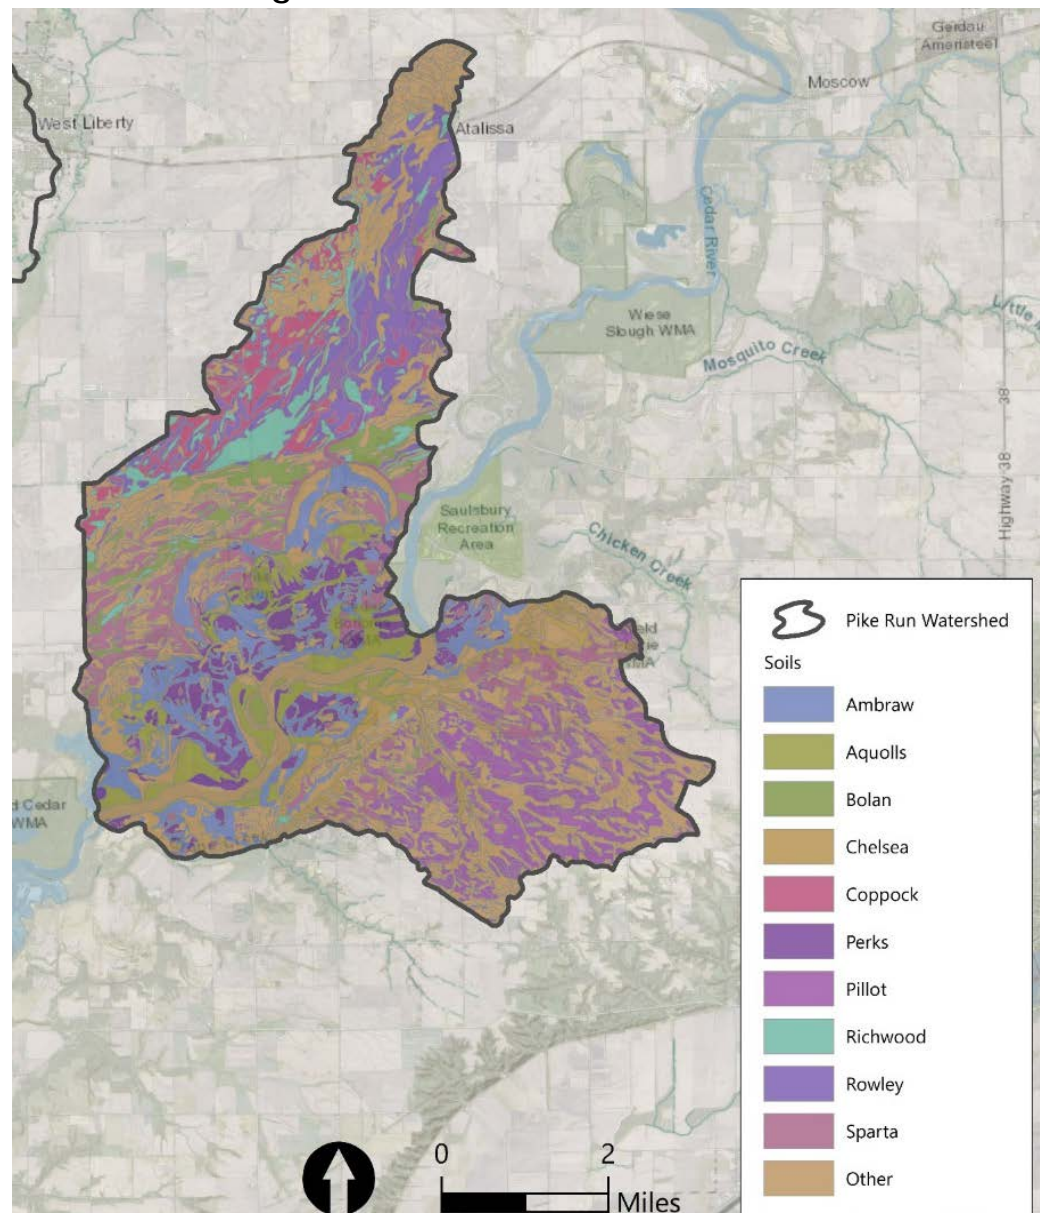 Gerdau
Ameristeel
Moscow
West Liberty
Atalissa
Cedar River
Wiese
Slough WMA
Mosquito Creek
Highway 38
38
Saulsbury
Recreation
Area
Chicken Creek
Cedar
WMA
Pike Run Watershed
Soils
Ambraw
Aquolls
Bolan
Chelsea
Coppock
Perks
Pillot
Richwood
Rowley
Sparta
Other
0
2
Miles